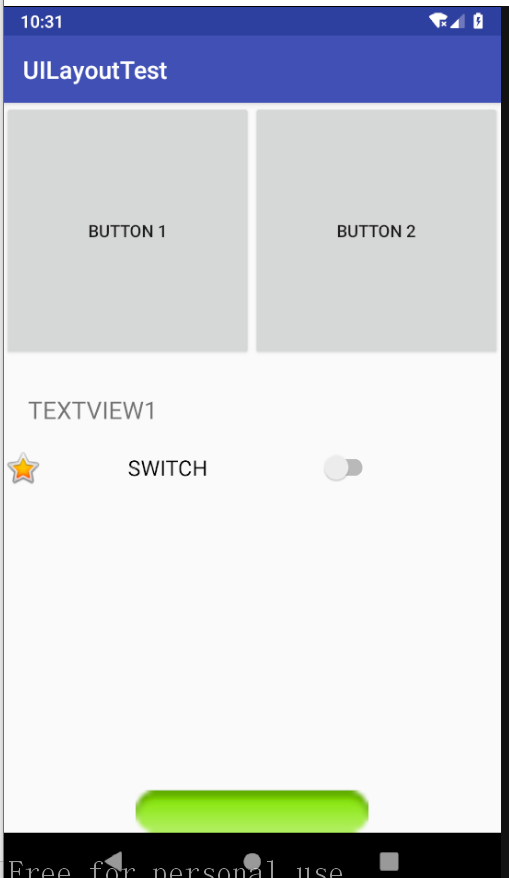 10:31
UILayoutTest
BUTTON 1
BUTTON 2
TEXTVIEW1
SWITCH
Free for personal use